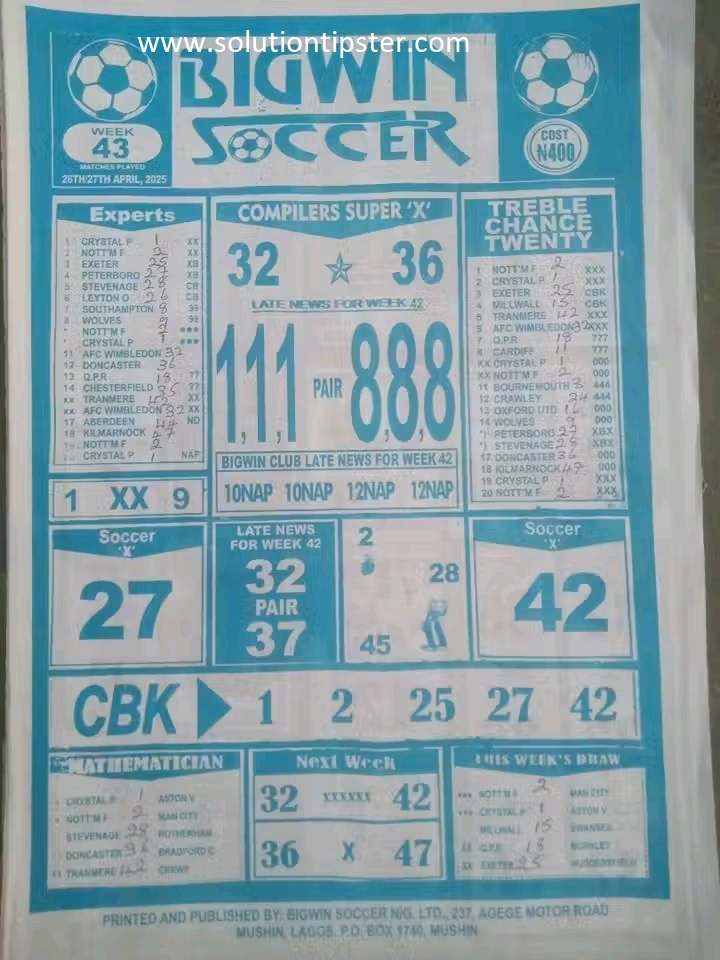 www.solutiontipster.com
BIGWIN
SOCCER
WEEK
43
MATCHES PLAYED
26TH/27TH APRIL, 2025
COST
₦400
Experts
1 CRYSTAL P 1 XX
2 NOTT'M F 2 XX
3 EXETER 25 XB
4 PETERBORO 27 XB
5 STEVENAGE 28 CB
6 LEYTON O 26 CB
7 SOUTHAMPTON 8 99
8 WOLVES 9 99
* NOTT'M F 2 ***
* CRYSTAL P 1 ***
11 AFC WIMBLEDON 32
12 DONCASTER 36
13 Q.P.R 18 ??
14 CHESTERFIELD 35 ??
xx TRANMERE 42 XX
xx AFC WIMBLEDON 32 XX
17 ABERDEEN 44 ND
18 KILMARNOCK 47
NOTT'M F 2
CRYSTAL P 1 NAP
1 XX 9
COMPILERS SUPER 'X'
32 36
LATE NEWS FOR WEEK 42
1,1,1 PAIR 8,8,8
BIGWIN CLUB LATE NEWS FOR WEEK 42
10NAP 10NAP 12NAP 12NAP
TREBLE
CHANCE
TWENTY
1 NOTT'M F 2 XXX
2 CRYSTAL P 1 XXX
3 EXETER 25 CBK
4 MILLWALL 15 CBK
5 TRANMERE 42 XXX
6 AFC WIMBLEDON 32 XXX
7 Q.P.R 18 777
8 CARDIFF 11 777
XX CRYSTAL P 1 000
XX NOTT'M F 2 000
11 BOURNEMOUTH 3 444
12 CRAWLEY 24 444
13 OXFORD UTD 16 000
14 WOLVES 9 000
PETERBORO 27 XBX
STEVENAGE 28 XBX
17 DONCASTER 36 000
18 KILMARNOCK 47 000
19 CRYSTAL P 1 XXX
20 NOTT'M F 2 XXX
Soccer
'X'
27
LATE NEWS
FOR WEEK 42
32
PAIR
37
2
28
45
Soccer
'X'
42
CBK 1 2 25 27 42
MATHEMATICIAN
CRYSTAL P 1 ASTON V
* NOTT'M F 2 MAN CITY
STEVENAGE 28 ROTHERHAM
DONCASTER 36 BRADFORD C
TRANMERE 42 CREWE
Next Week
32 xxxxxx 42
36 X 47
THIS WEEK'S DRAW
*** NOTT'M F 2 MAN CITY
*** CRYSTAL P 1 ASTON V
MILLWALL 15 SWANSEA
Q.P.R 18 BURNLEY
XX EXETER 25 HUDDERSFIELD
PRINTED AND PUBLISHED BY: BIGWIN SOCCER NIG. LTD., 237, AGEGE MOTOR ROAD
MUSHIN, LAGOS. P.O. BOX 1740, MUSHIN